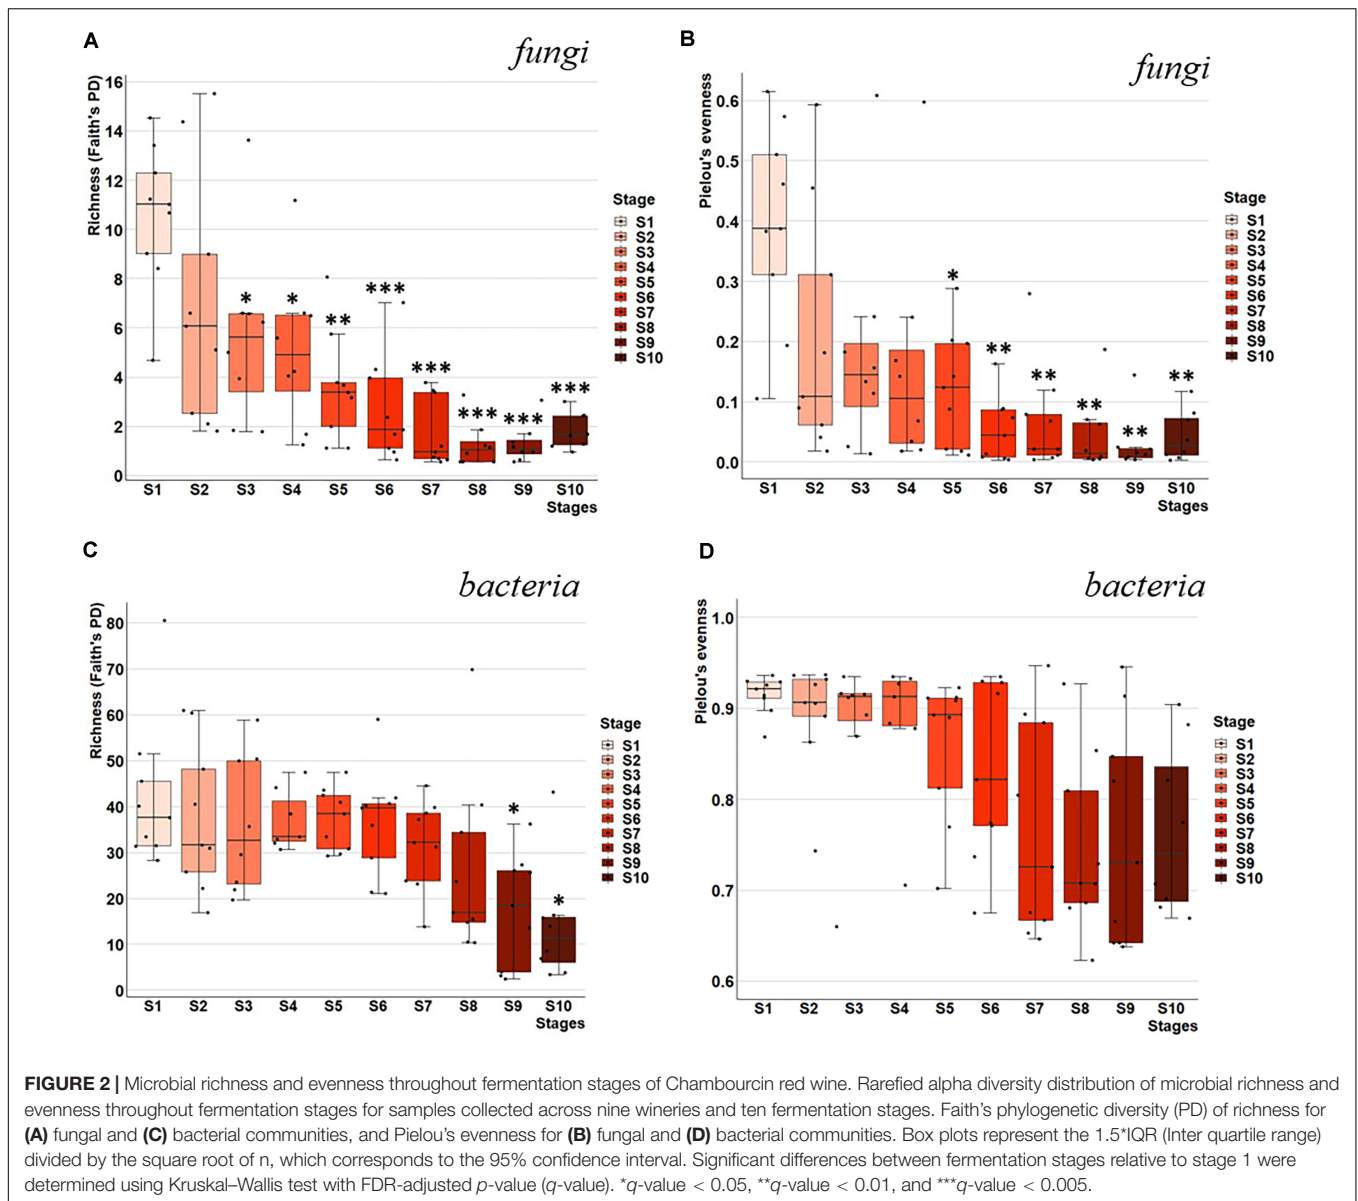 A
fungi
Richness (Faith's PD)
16
14
12
10
8
6
4
2
0
*
*
**
***
***
***
***
***
S1 S2 S3 S4 S5 S6 S7 S8 S9 S10
Stages
Stage
S1
S2
S3
S4
S5
S6
S7
S8
S9
S10
B
fungi
Pielou's evenness
0.6
0.5
0.4
0.3
0.2
0.1
0.0
*
**
**
**
**
**
S1 S2 S3 S4 S5 S6 S7 S8 S9 S10
Stages
Stage
S1
S2
S3
S4
S5
S6
S7
S8
S9
S10
C
bacteria
Richness (Faith's PD)
80
70
60
50
40
30
20
10
0
*
*
S1 S2 S3 S4 S5 S6 S7 S8 S9 S10
Stages
Stage
S1
S2
S3
S4
S5
S6
S7
S8
S9
S10
D
bacteria
Pielou's evennss
1.0
0.9
0.8
0.7
0.6
S1 S2 S3 S4 S5 S6 S7 S8 S9 S10
Stages
Stage
S1
S2
S3
S4
S5
S6
S7
S8
S9
S10
FIGURE 2 | Microbial richness and evenness throughout fermentation stages of Chambourcin red wine. Rarefied alpha diversity distribution of microbial richness and
evenness throughout fermentation stages for samples collected across nine wineries and ten fermentation stages. Faith's phylogenetic diversity (PD) of richness for
(A) fungal and (C) bacterial communities, and Pielou's evenness for (B) fungal and (D) bacterial communities. Box plots represent the 1.5*IQR (Inter quartile range)
divided by the square root of n, which corresponds to the 95% confidence interval. Significant differences between fermentation stages relative to stage 1 were
determined using Kruskal–Wallis test with FDR-adjusted p-value (q-value). *q-value < 0.05, **q-value < 0.01, and ***q-value < 0.005.